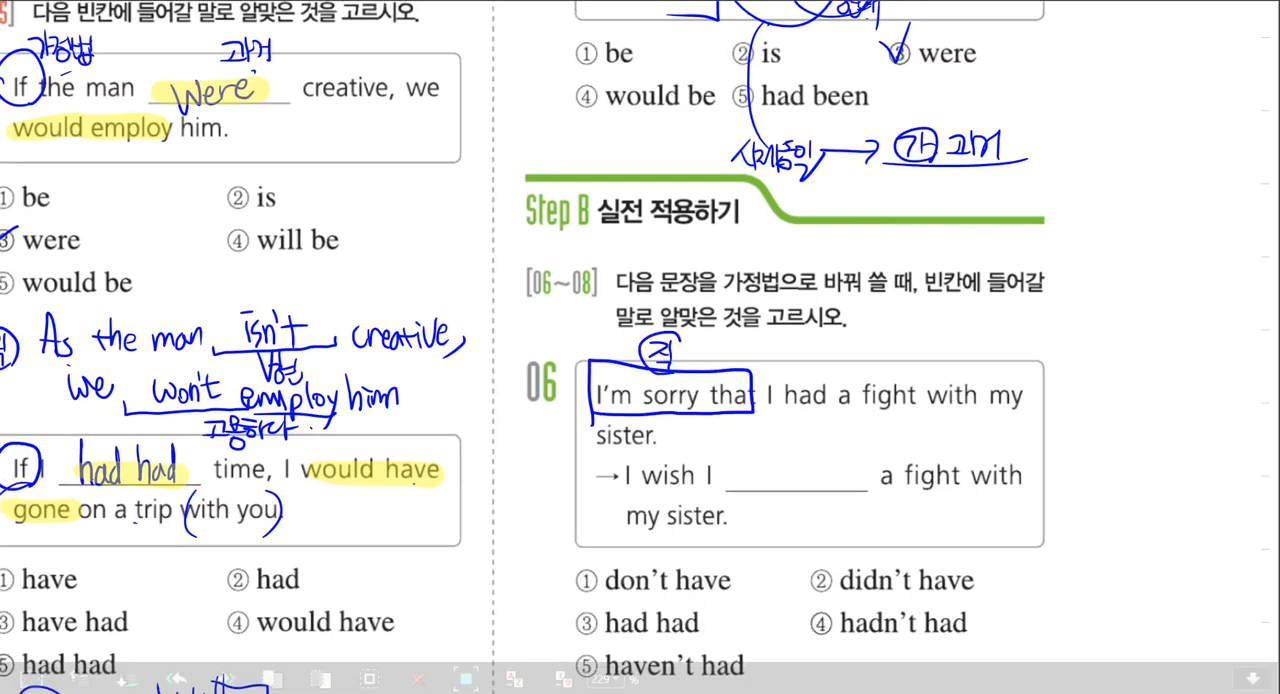 5] 다음 빈칸에 들어갈 말로 알맞은 것을 고르시오.
가정법 과거
If the man were creative, we
would employ him.
① be ② is
③ were ④ will be
⑤ would be
As the man isn't creative,
we won't employ him
고용하다.
If I had had time, I would have
gone on a trip (with you)
① have ② had
③ have had ④ would have
⑤ had had
① be ② is ③ were
④ would be ⑤ had been
가 과거
Step B 실전 적용하기
[06~08] 다음 문장을 가정법으로 바꿔 쓸 때, 빈칸에 들어갈
말로 알맞은 것을 고르시오.
직
06 I'm sorry that I had a fight with my
sister.
→I wish I ____________ a fight with
my sister.
① don't have ② didn't have
③ had had ④ hadn't had
⑤ haven't had
229 %